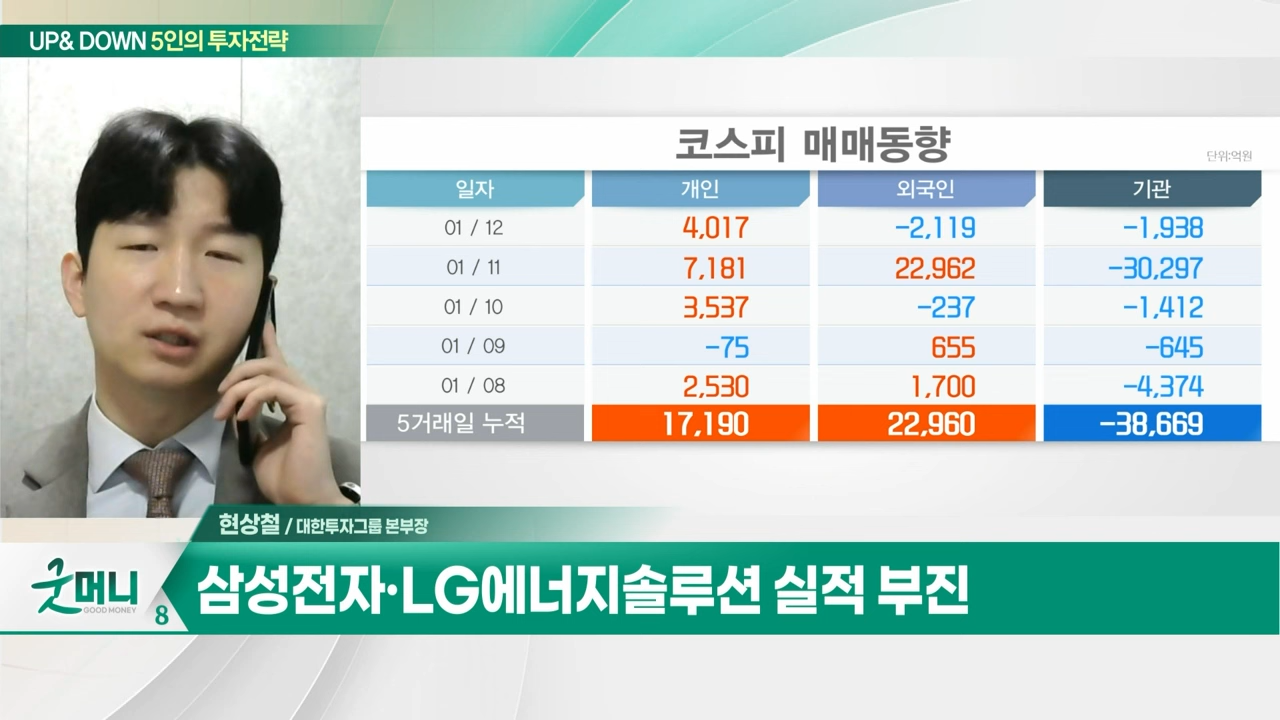 UP& DOWN 5인의 투자전략
코스피 매매동향
단위:억원
일자 개인 외국인 기관
01 / 12 4,017 -2,119 -1,938
01 / 11 7,181 22,962 -30,297
01 / 10 3,537 -237 -1,412
01 / 09 -75 655 -645
01 / 08 2,530 1,700 -4,374
5거래일 누적 17,190 22,960 -38,669
현상철 / 대한투자그룹 본부장
굿머니
GOOD MONEY
8
삼성전자·LG에너지솔루션 실적 부진